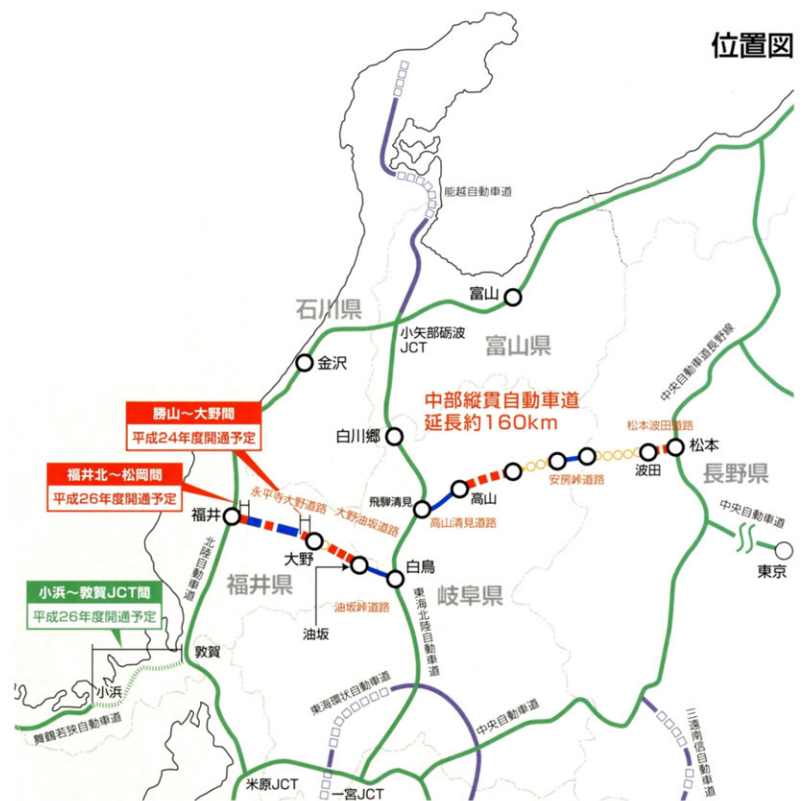 位置図
能越自動車道
富山
石川県
小矢部砺波
JCT
富山県
中央自動車道長野線
金沢
中部縦貫自動車道
延長約160km
勝山～大野間
平成24年度開通予定
松本波田道路
白川郷
松本
波田
長野県
福井北～松岡間
平成26年度開通予定
永平寺大野道路
安房峠道路
飛騨清見
高山
中央自動車道
大野油坂道路
高山清見道路
福井
大野
東京
北陸自動車道
白鳥
福井県
岐阜県
小浜～敦賀JCT間
平成26年度開通予定
油坂峠道路
油坂
東海北陸自動車道
敦賀
小浜
東海環状自動車道
中央自動車道
舞鶴若狭自動車道
三遠南信自動車道
米原JCT
一宮JCT